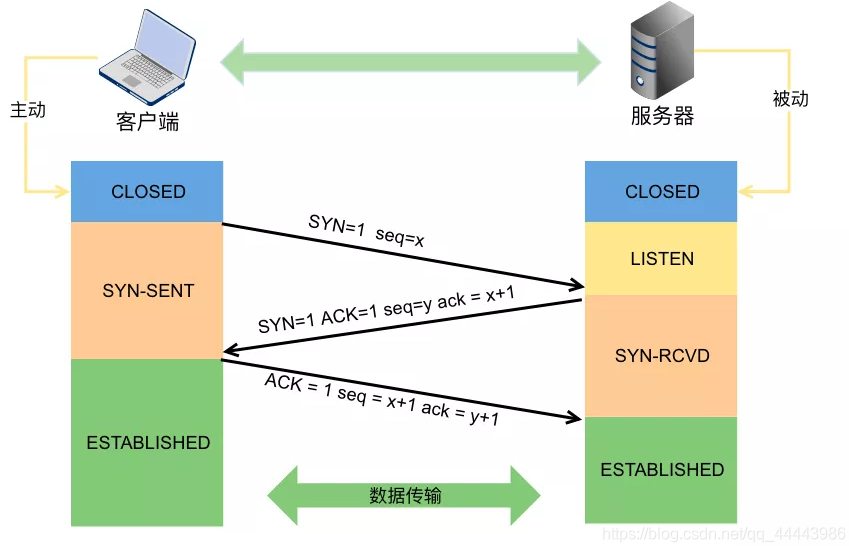 主动
客户端
服务器
被动
CLOSED
CLOSED
SYN=1 seq=x
LISTEN
SYN-SENT
SYN=1 ACK=1 seq=y ack = x+1
SYN-RCVD
ACK = 1 seq = x+1 ack = y+1
ESTABLISHED
ESTABLISHED
数据传输
https://blog.csdn.net/qq_44443986